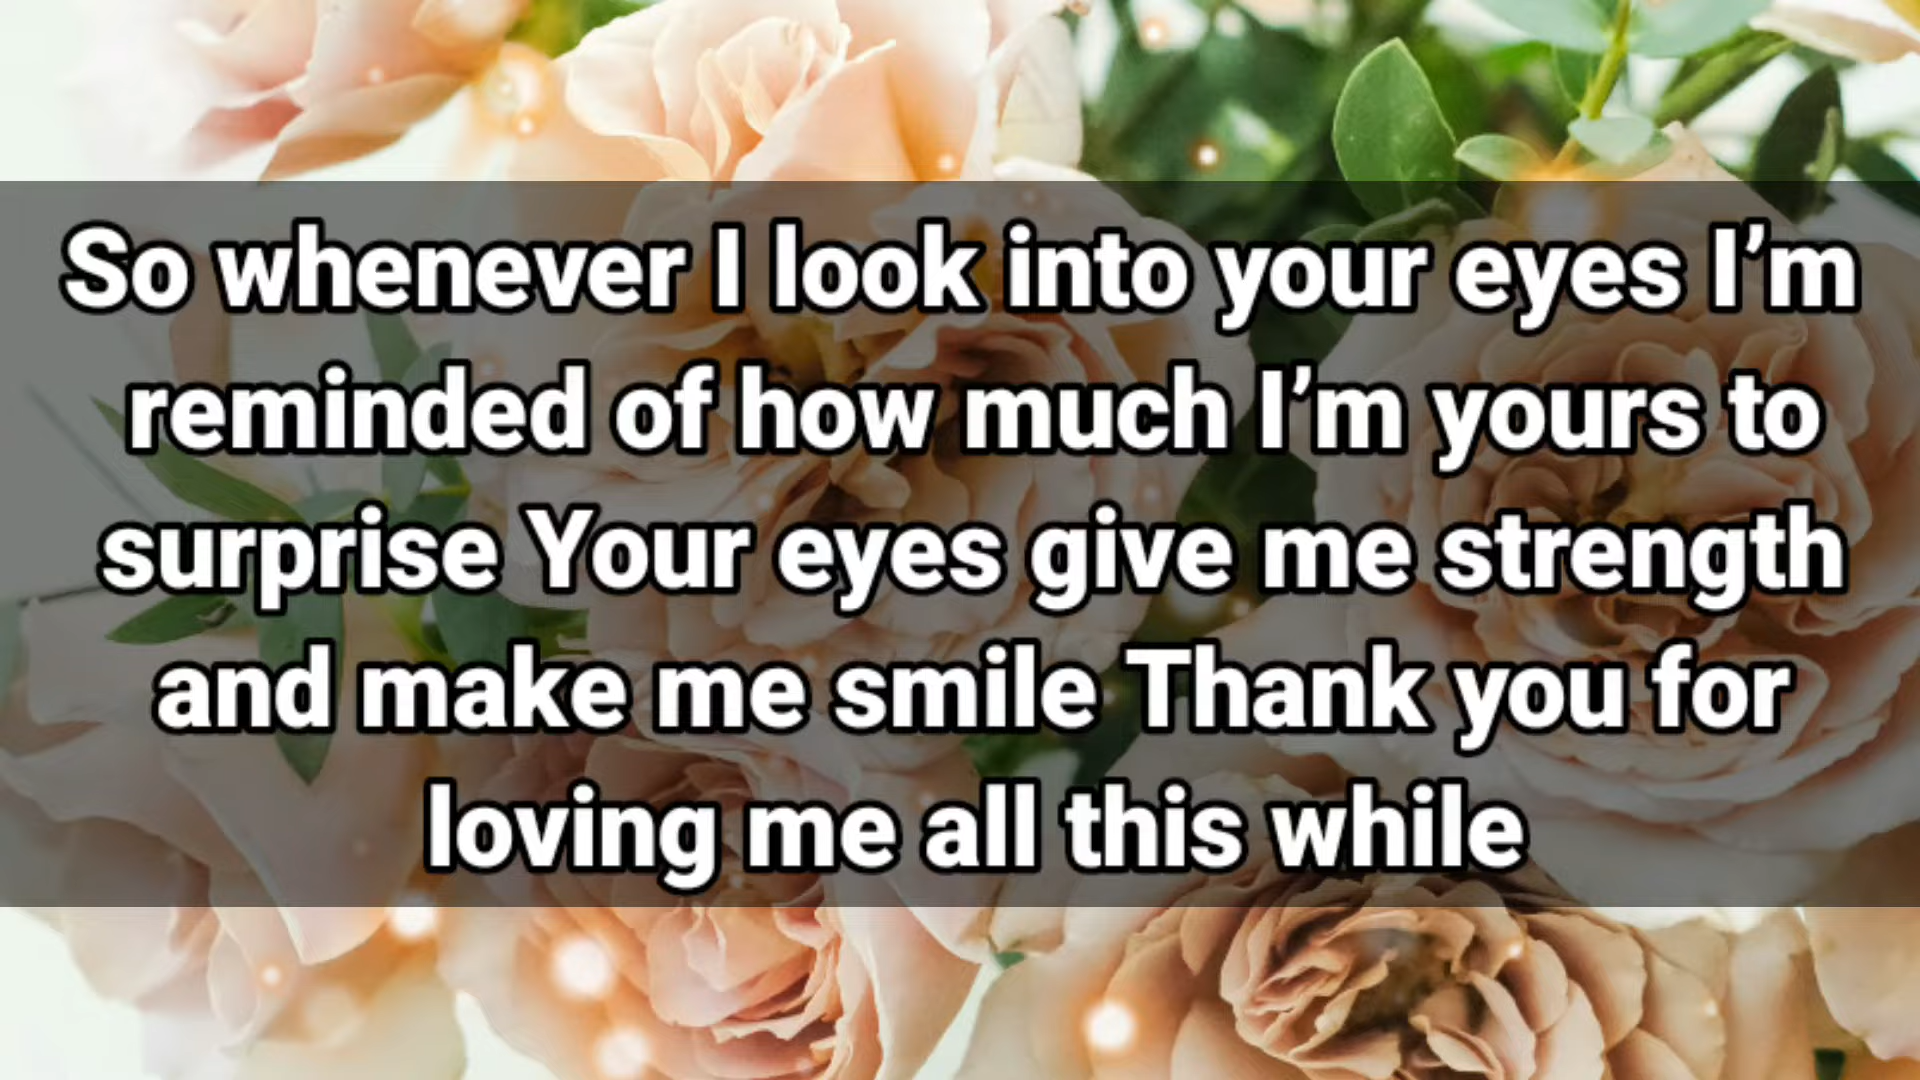 So whenever I look into your eyes I’m
reminded of how much I’m yours to
surprise Your eyes give me strength
and make me smile Thank you for
loving me all this while